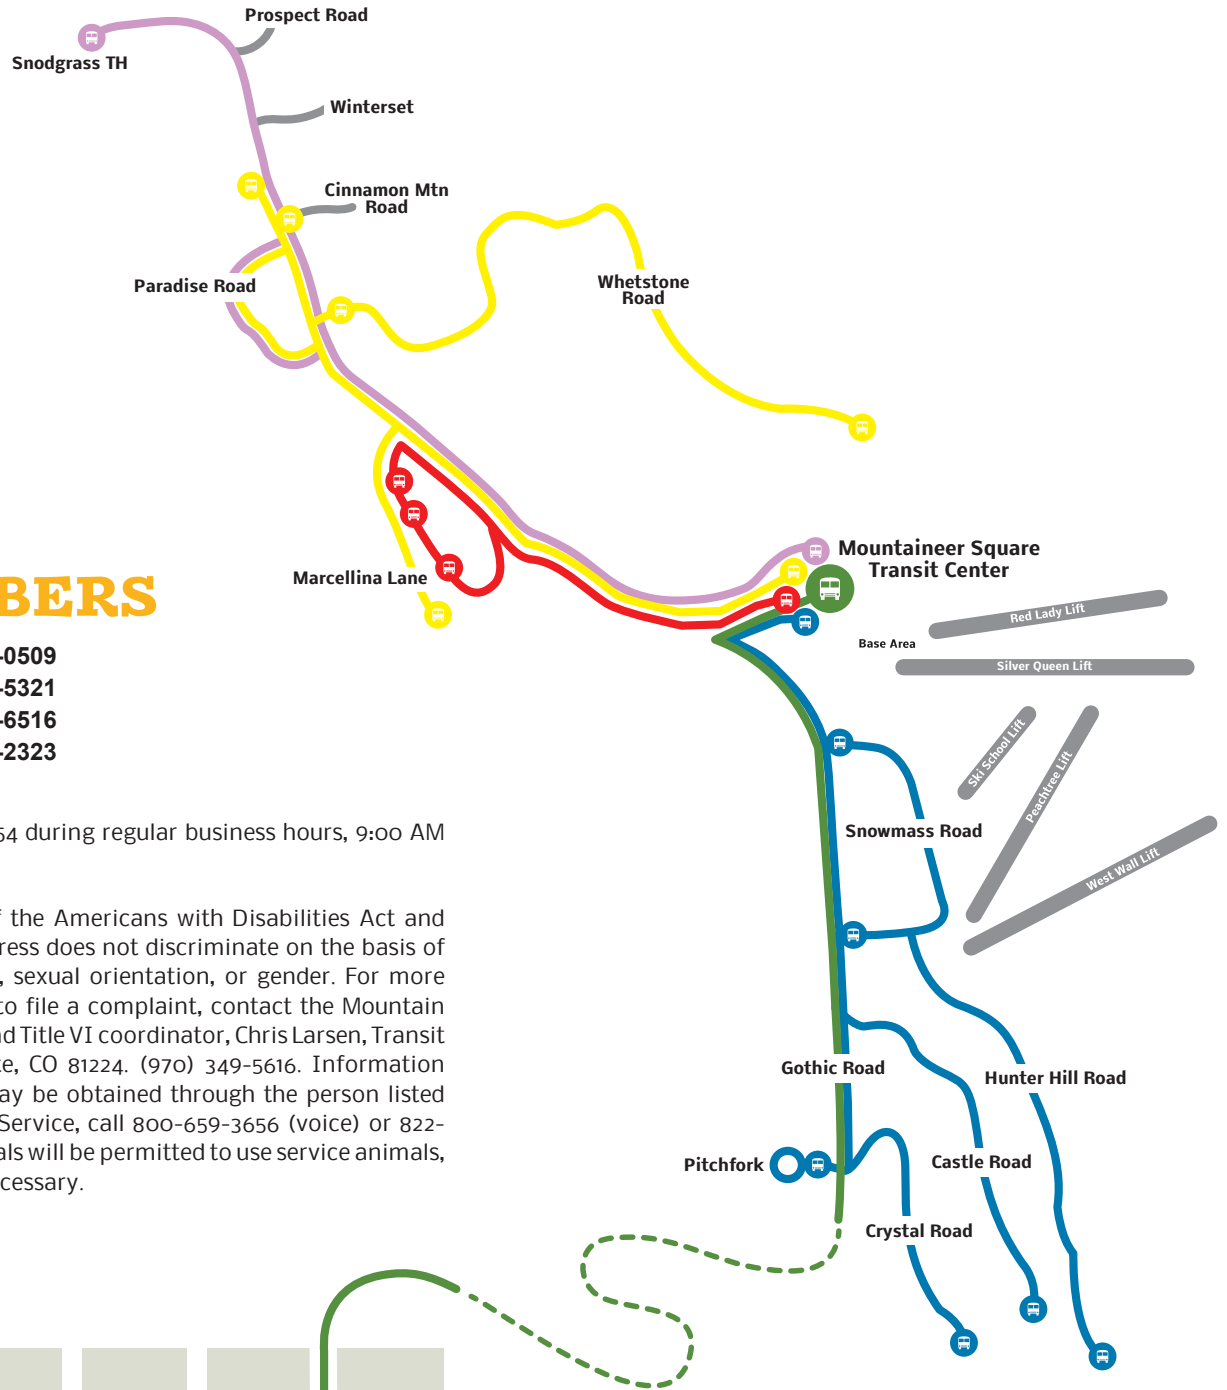 Prospect Road
Snodgrass TH
Winterset
Cinnamon Mtn
Road
Paradise Road
Whetstone
Road
Marcellina Lane
Mountaineer Square
Transit Center
Base Area
Red Lady Lift
Silver Queen Lift
Ski School Lift
Peachtree Lift
West Wall Lift
Snowmass Road
Gothic Road
Hunter Hill Road
Pitchfork
Castle Road
Crystal Road
BERS
-0509
-5321
-6516
-2323
54 during regular business hours, 9:00 AM
f the Americans with Disabilities Act and
ress does not discriminate on the basis of
, sexual orientation, or gender. For more
to file a complaint, contact the Mountain
nd Title VI coordinator, Chris Larsen, Transit
te, CO 81224. (970) 349-5616. Information
ay be obtained through the person listed
Service, call 800-659-3656 (voice) or 822-
als will be permitted to use service animals,
cessary.